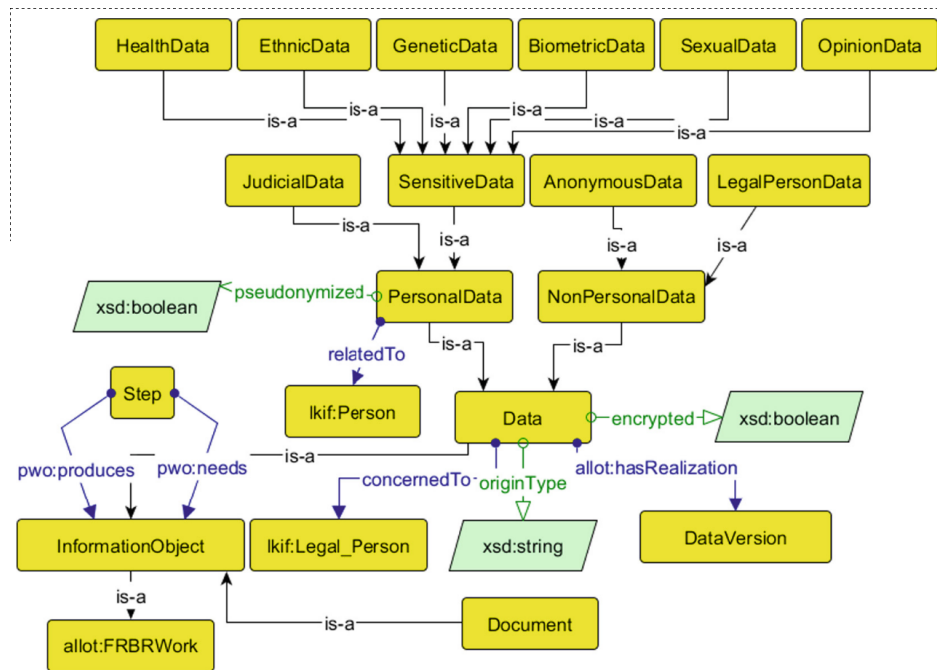 HealthData EthnicData GeneticData BiometricData SexualData OpinionData
is-a is-a is-a is-a is-a is-a
JudicialData SensitiveData AnonymousData LegalPersonData
is-a is-a is-a is-a
xsd:boolean pseudonymized PersonalData NonPersonalData
relatedTo is-a is-a
Step lkif:Person Data encrypted xsd:boolean
pwo:produces pwo:needs is-a concernedTo originType allot:hasRealization
InformationObject lkif:Legal_Person xsd:string DataVersion
is-a
allot:FRBRWork is-a Document